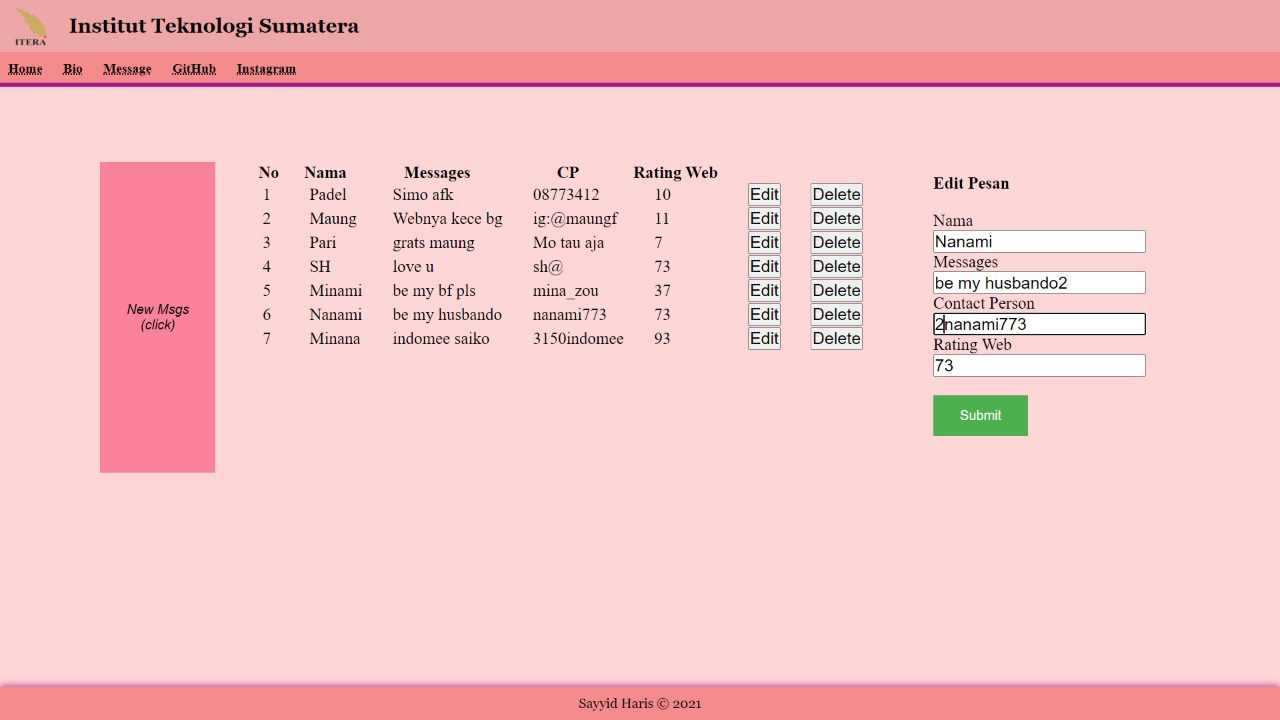 ITERA
Institut Teknologi Sumatera
Home Bio Message GitHub Instagram
New Msgs
(click)
No Nama Messages CP Rating Web
1 Padel Simo afk 08773412 10 Edit Delete
2 Maung Webnya kece bg ig:@maungf 11 Edit Delete
3 Pari grats maung Mo tau aja 7 Edit Delete
4 SH love u sh@ 73 Edit Delete
5 Minami be my bf pls mina_zou 37 Edit Delete
6 Nanami be my husbando nanami773 73 Edit Delete
7 Minana indomee saiko 3150indomee 93 Edit Delete
Edit Pesan
Nama
Nanami
Messages
be my husbando2
Contact Person
2nanami773
Rating Web
73
Submit
Sayyid Haris © 2021